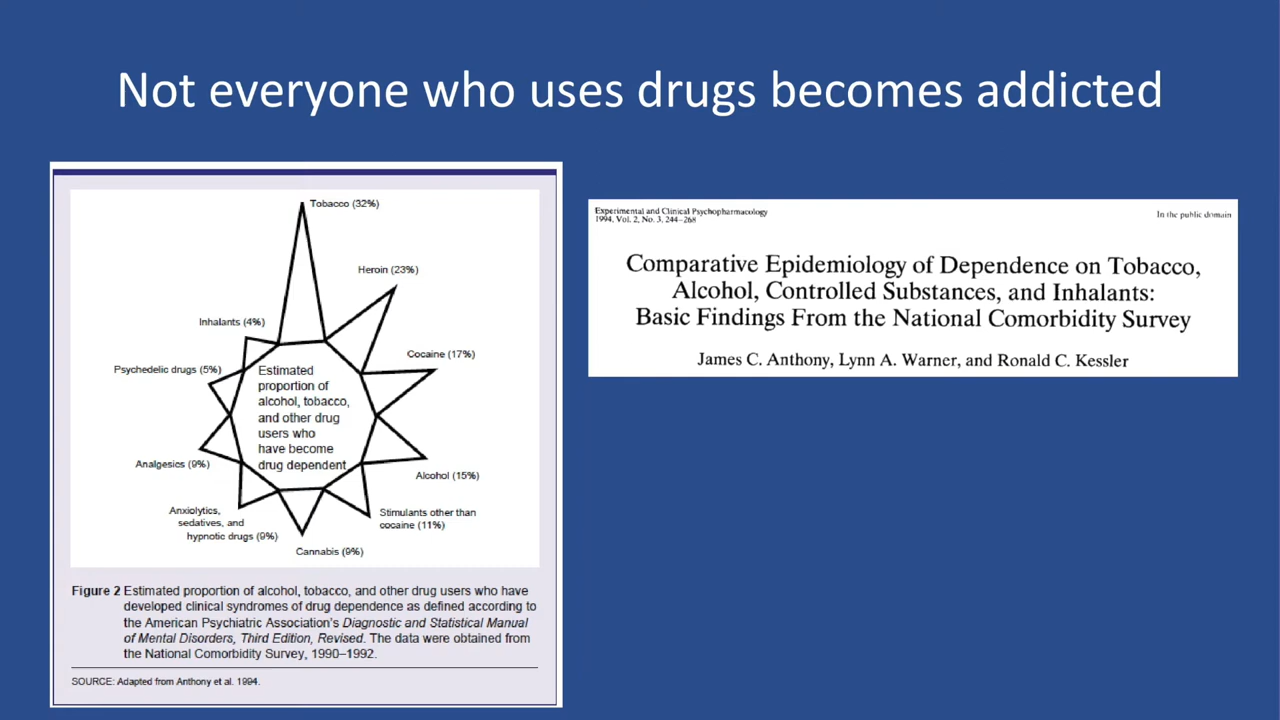 Not everyone who uses drugs becomes addicted
Tobacco (32%)
Heroin (23%)
Inhalants (4%)
Cocaine (17%)
Psychedelic drugs (5%)
Estimated
proportion of
alcohol, tobacco,
and other drug
users who
have become
drug dependent
Analgesics (9%)
Alcohol (15%)
Anxiolytics,
sedatives, and
hypnotic drugs (9%)
Stimulants other than
cocaine (11%)
Cannabis (9%)
Figure 2 Estimated proportion of alcohol, tobacco, and other drug users who have
developed clinical syndromes of drug dependence as defined according to
the American Psychiatric Association's Diagnostic and Statistical Manual
of Mental Disorders, Third Edition, Revised. The data were obtained from
the National Comorbidity Survey, 1990–1992.
SOURCE: Adapted from Anthony et al. 1994.
Experimental and Clinical Psychopharmacology
1994, Vol. 2, No. 3, 244–268
In the public domain
Comparative Epidemiology of Dependence on Tobacco,
Alcohol, Controlled Substances, and Inhalants:
Basic Findings From the National Comorbidity Survey
James C. Anthony, Lynn A. Warner, and Ronald C. Kessler